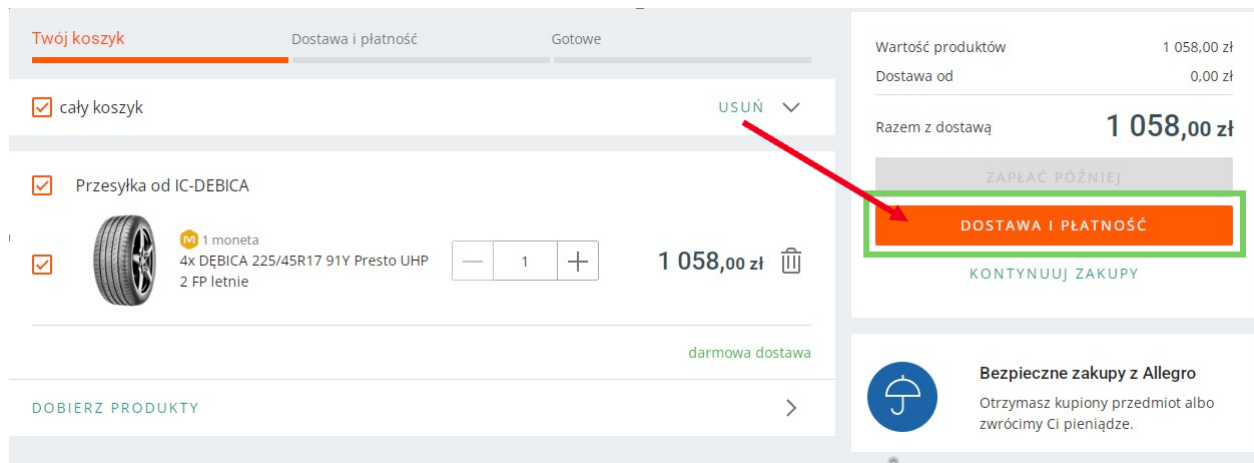 Twój koszyk
Dostawa i płatność
Gotowe
cały koszyk
USUŃ
Przesyłka od IC-DEBICA
M 1 moneta
4x DĘBICA 225/45R17 91Y Presto UHP
2 FP letnie
1
1 058,00 zł
darmowa dostawa
DOBIERZ PRODUKTY
Wartość produktów 1 058,00 zł
Dostawa od 0,00 zł
Razem z dostawą 1 058,00 zł
ZAPŁAĆ PÓŹNIEJ
DOSTAWA I PŁATNOŚĆ
KONTYNUUJ ZAKUPY
Bezpieczne zakupy z Allegro
Otrzymasz kupiony przedmiot albo
zwrócimy Ci pieniądze.